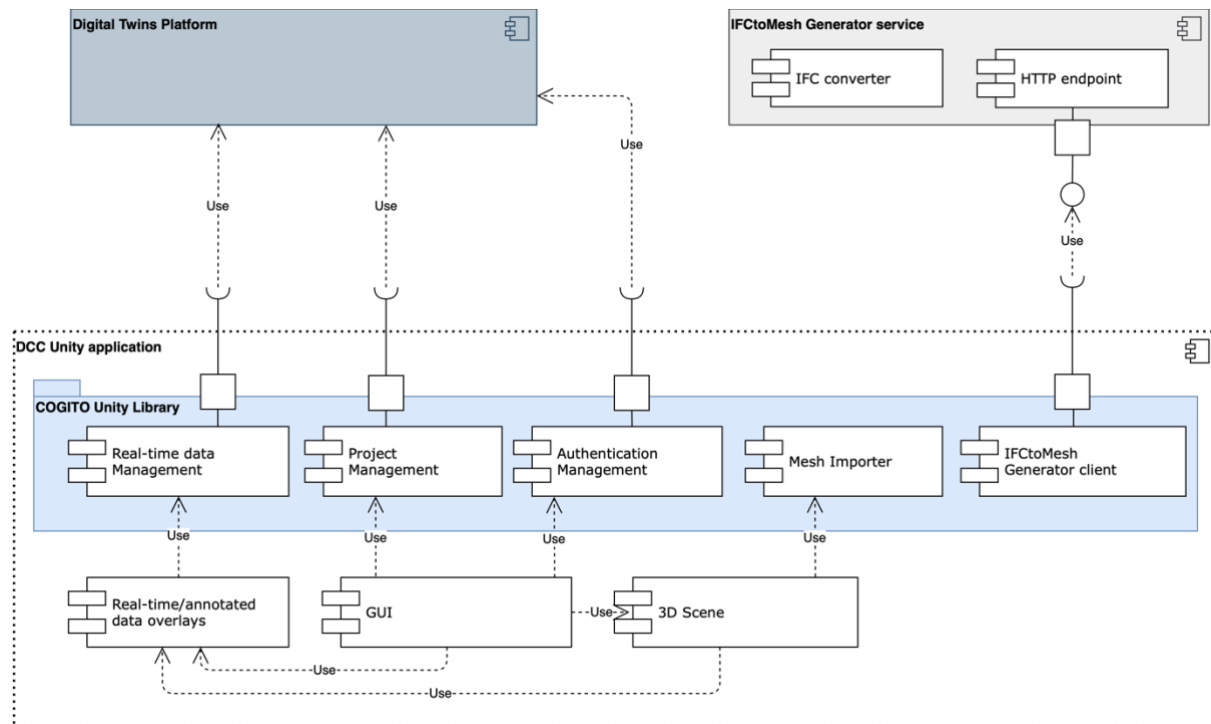 Digital Twins Platform
IFCtoMesh Generator service
IFC converter
HTTP endpoint
Use
Use
Use
Use
DCC Unity application
COGITO Unity Library
Real-time data
Management
Project
Management
Authentication
Management
Mesh Importer
IFCtoMesh
Generator client
Use
Use
Use
Use
Real-time/annotated
data overlays
GUI
Use
3D Scene
Use
Use